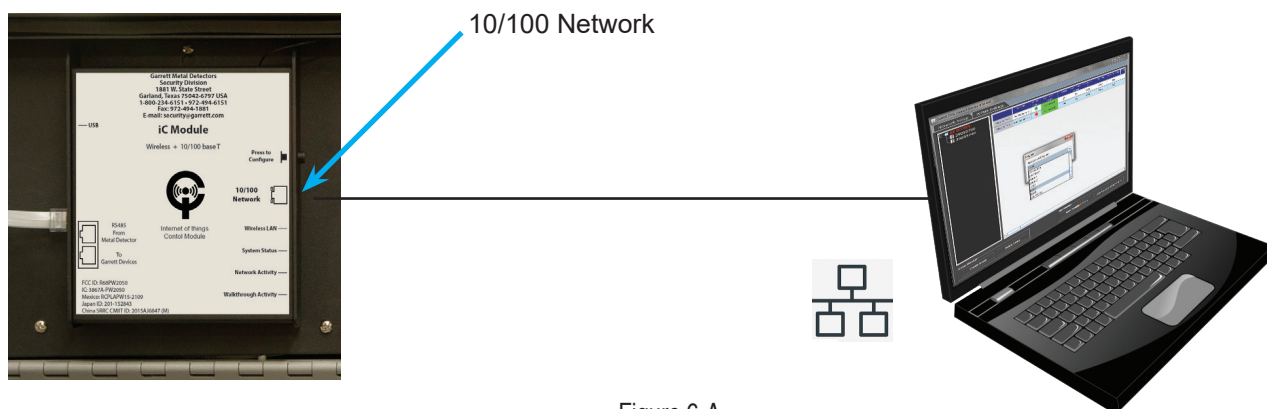 10/100 Network
Garrett Metal Detectors
Security Division
1881 W. State Street
Garland, Texas 75042-6797 USA
1-800-234-6151 • 972-494-6151
Fax: 972-494-1881
E-mail: security@garrett.com
USB
iC Module
Wireless + 10/100 base T
Press to
Configure
10/100
Network
Internet of things
Contol Module
RS485
From
Metal Detector
To
Garrett Devices
Wireless LAN
System Status
Network Activity
Walkthrough Activity
FCC ID: R68PW2050
IC: 3867A-PW2050
Mexico: RCPLAPW15-2100
Japan ID: 201-152843
China SRRC CMIIT ID: 2015AJ6847 (M)
Figure 6-A